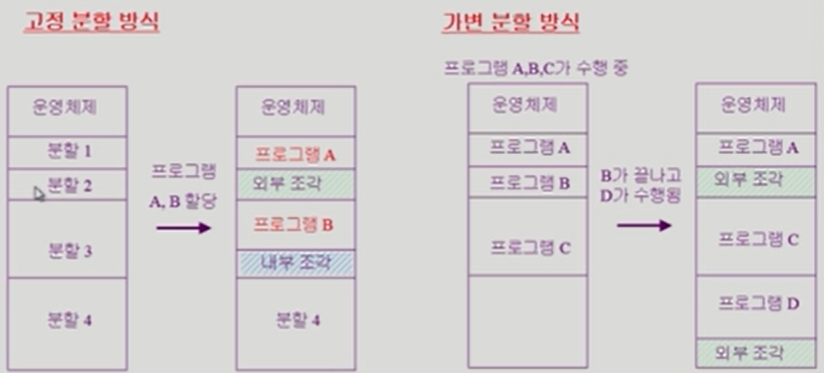 고정 분할 방식
운영체제
분할 1
분할 2
분할 3
분할 4
프로그램
A, B 할당
운영체제
프로그램 A
외부 조각
프로그램 B
내부 조각
분할 4
가변 분할 방식
프로그램 A,B,C가 수행 중
운영체제
프로그램 A
프로그램 B
프로그램 C
B가 끝나고
D가 수행됨
운영체제
프로그램 A
외부 조각
프로그램 C
프로그램 D
외부 조각